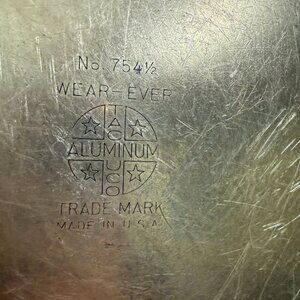 No. 754½
WEAR-EVER
TACUCO
ALUMINUM
TRADE MARK
MADE IN U.S.A.